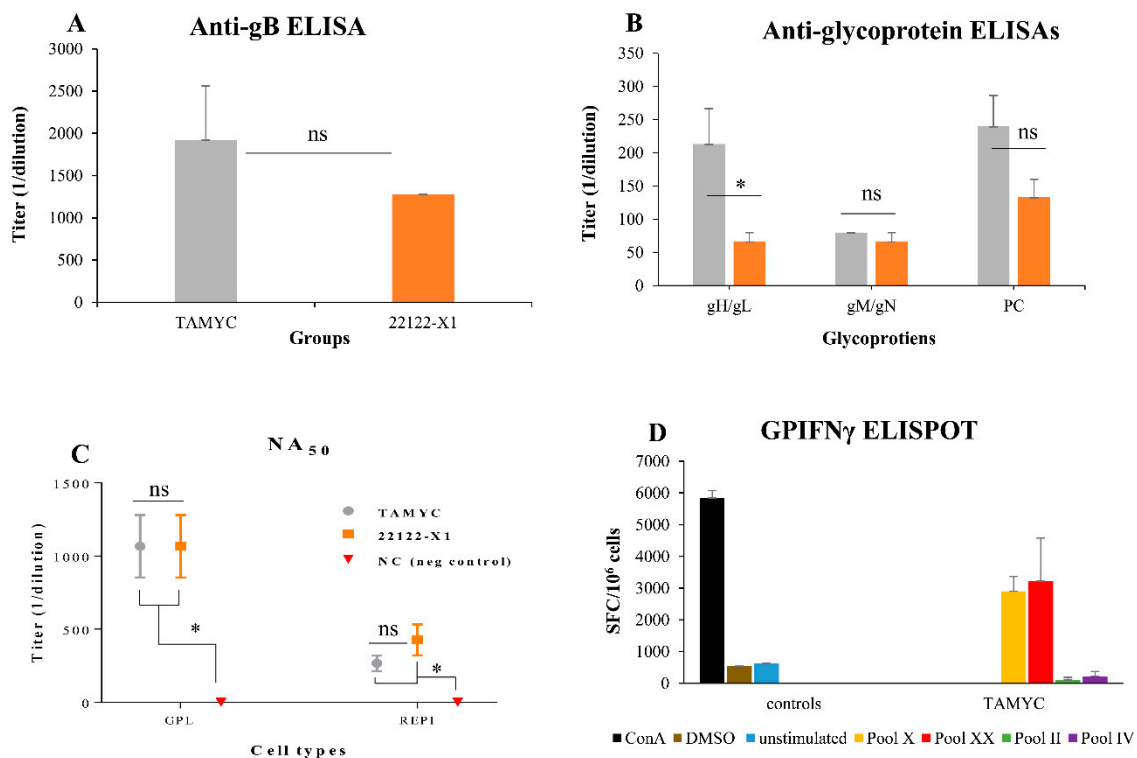 A
Anti-gB ELISA
3000
2500
2000
1500
1000
500
0
Titer (1/dilution)
ns
TAMYC
22122-X1
Groups
B
Anti-glycoprotein ELISAs
350
300
250
200
150
100
50
0
Titer (1/dilution)
*
ns
ns
gH/gL
gM/gN
PC
Glycoprotiens
C
NA50
1500
1000
500
0
Titer (1/dilution)
ns
*
ns
*
TAMYC
22122-X1
NC (neg control)
GPL
REP1
Cell types
D
GPIFNγ ELISPOT
7000
6000
5000
4000
3000
2000
1000
0
SFC/10⁶ cells
controls
TAMYC
ConA DMSO unstimulated Pool X Pool XX Pool II Pool IV